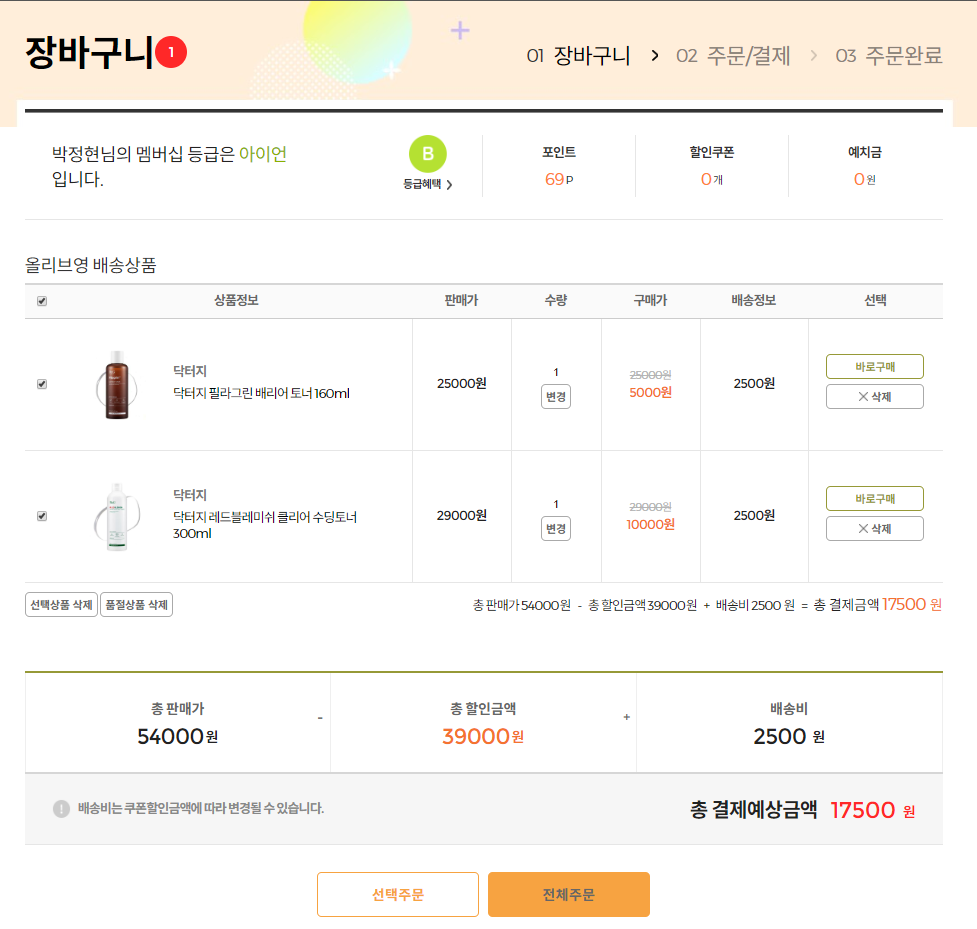 장바구니 1
01 장바구니 > 02 주문/결제 > 03 주문완료
박정현님의 멤버십 등급은 아이언
입니다.
B
등급혜택 >
포인트
69 P
할인쿠폰
0 개
예치금
0 원
올리브영 배송상품
상품정보 판매가 수량 구매가 배송정보 선택
닥터지
닥터지 필라그린 배리어 토너 160ml
25000원
1
변경
25000원
5000원
2500원
바로구매
× 삭제
닥터지
닥터지 레드블레미쉬 클리어 수딩토너
300ml
29000원
1
변경
29000원
10000원
2500원
바로구매
× 삭제
선택상품 삭제 품절상품 삭제
총 판매가 54000원 - 총 할인금액 39000원 + 배송비 2500 원 = 총 결제금액 17500 원
총 판매가
54000 원
-
총 할인금액
39000 원
+
배송비
2500 원
! 배송비는 쿠폰할인금액에 따라 변경될 수 있습니다.
총 결제예상금액 17500 원
선택주문 전체주문